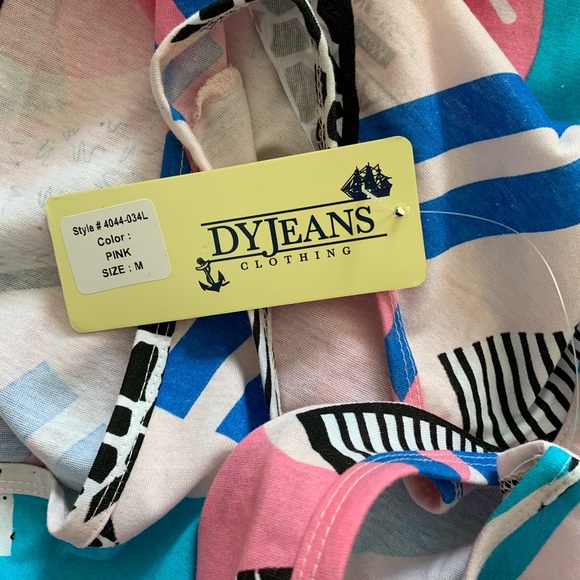 Style # 4044-034L
Color :
PINK
SIZE : M
DYJEANS
CLOTHING